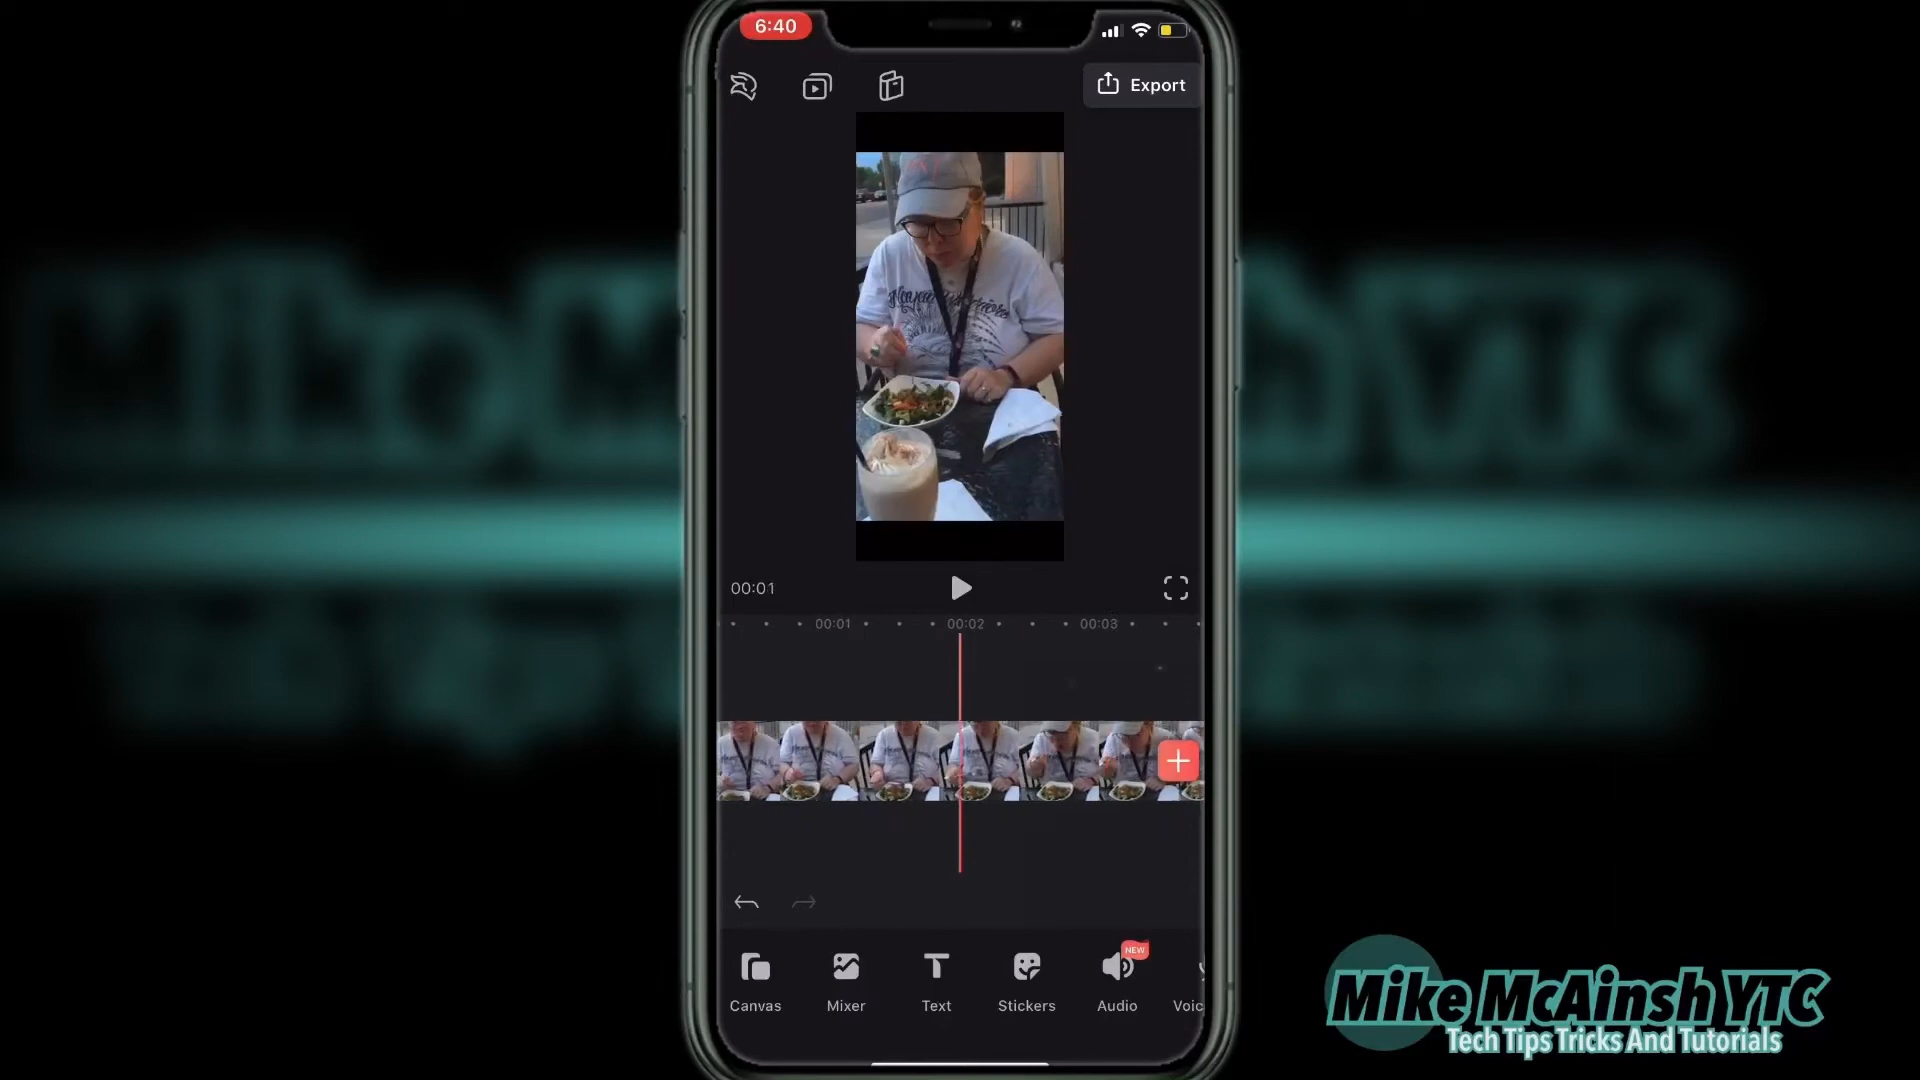 6:40
Export
00:01
00:01
00:02
00:03
NEW
Canvas
Mixer
Text
Stickers
Audio
Voic
Mike McAinsh YTC
Tech Tips Tricks And Tutorials